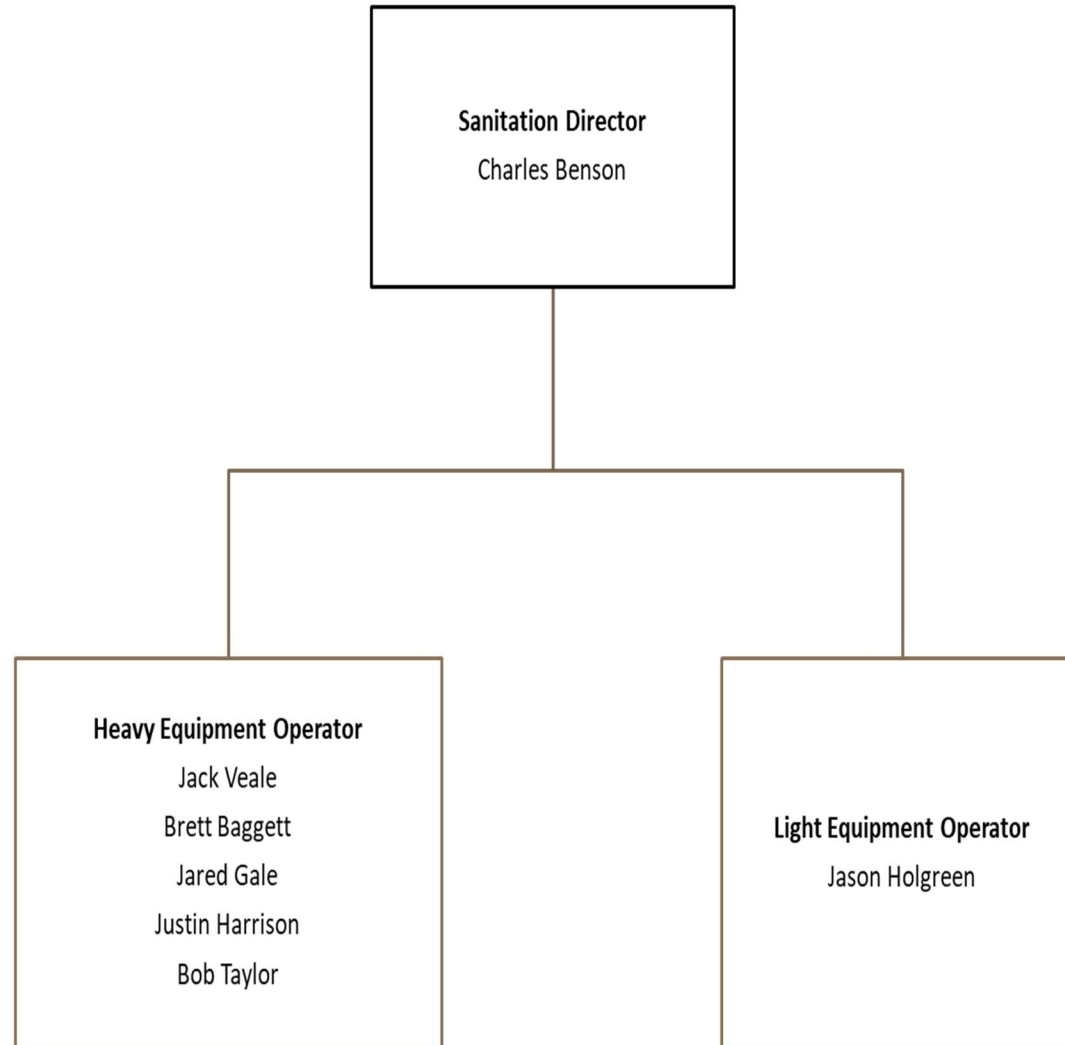 Sanitation Director
Charles Benson
Heavy Equipment Operator
Jack Veale
Brett Baggett
Jared Gale
Justin Harrison
Bob Taylor
Light Equipment Operator
Jason Holgreen